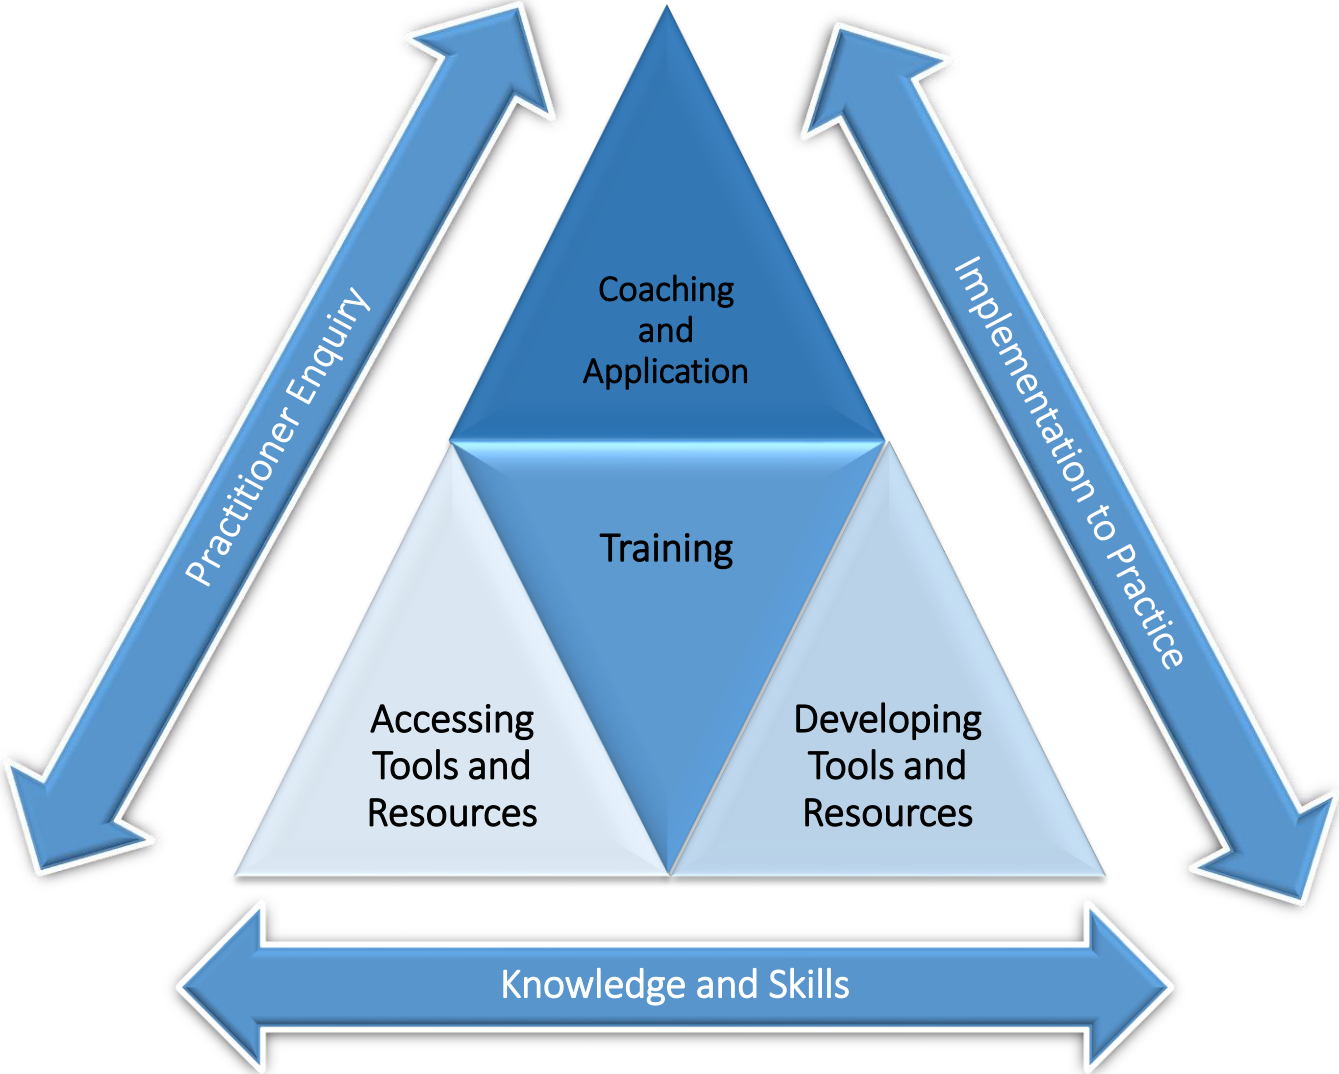 Coaching
and
Application
Practitioner Enquiry
Implementation to Practice
Training
Accessing
Tools and
Resources
Developing
Tools and
Resources
Knowledge and Skills